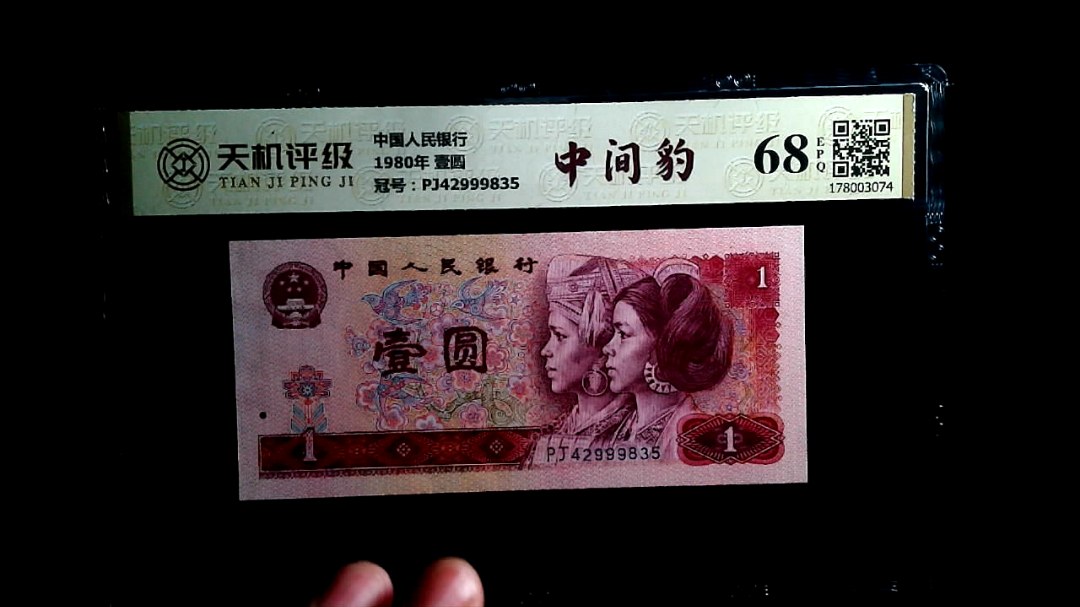 天机评级
TIAN JI PING JI
中国人民银行
1980年 壹圆
冠号：PJ42999835
中间豹
68
EPQ
178003074
中国人民银行
1
壹圆
1
1
PJ42999835